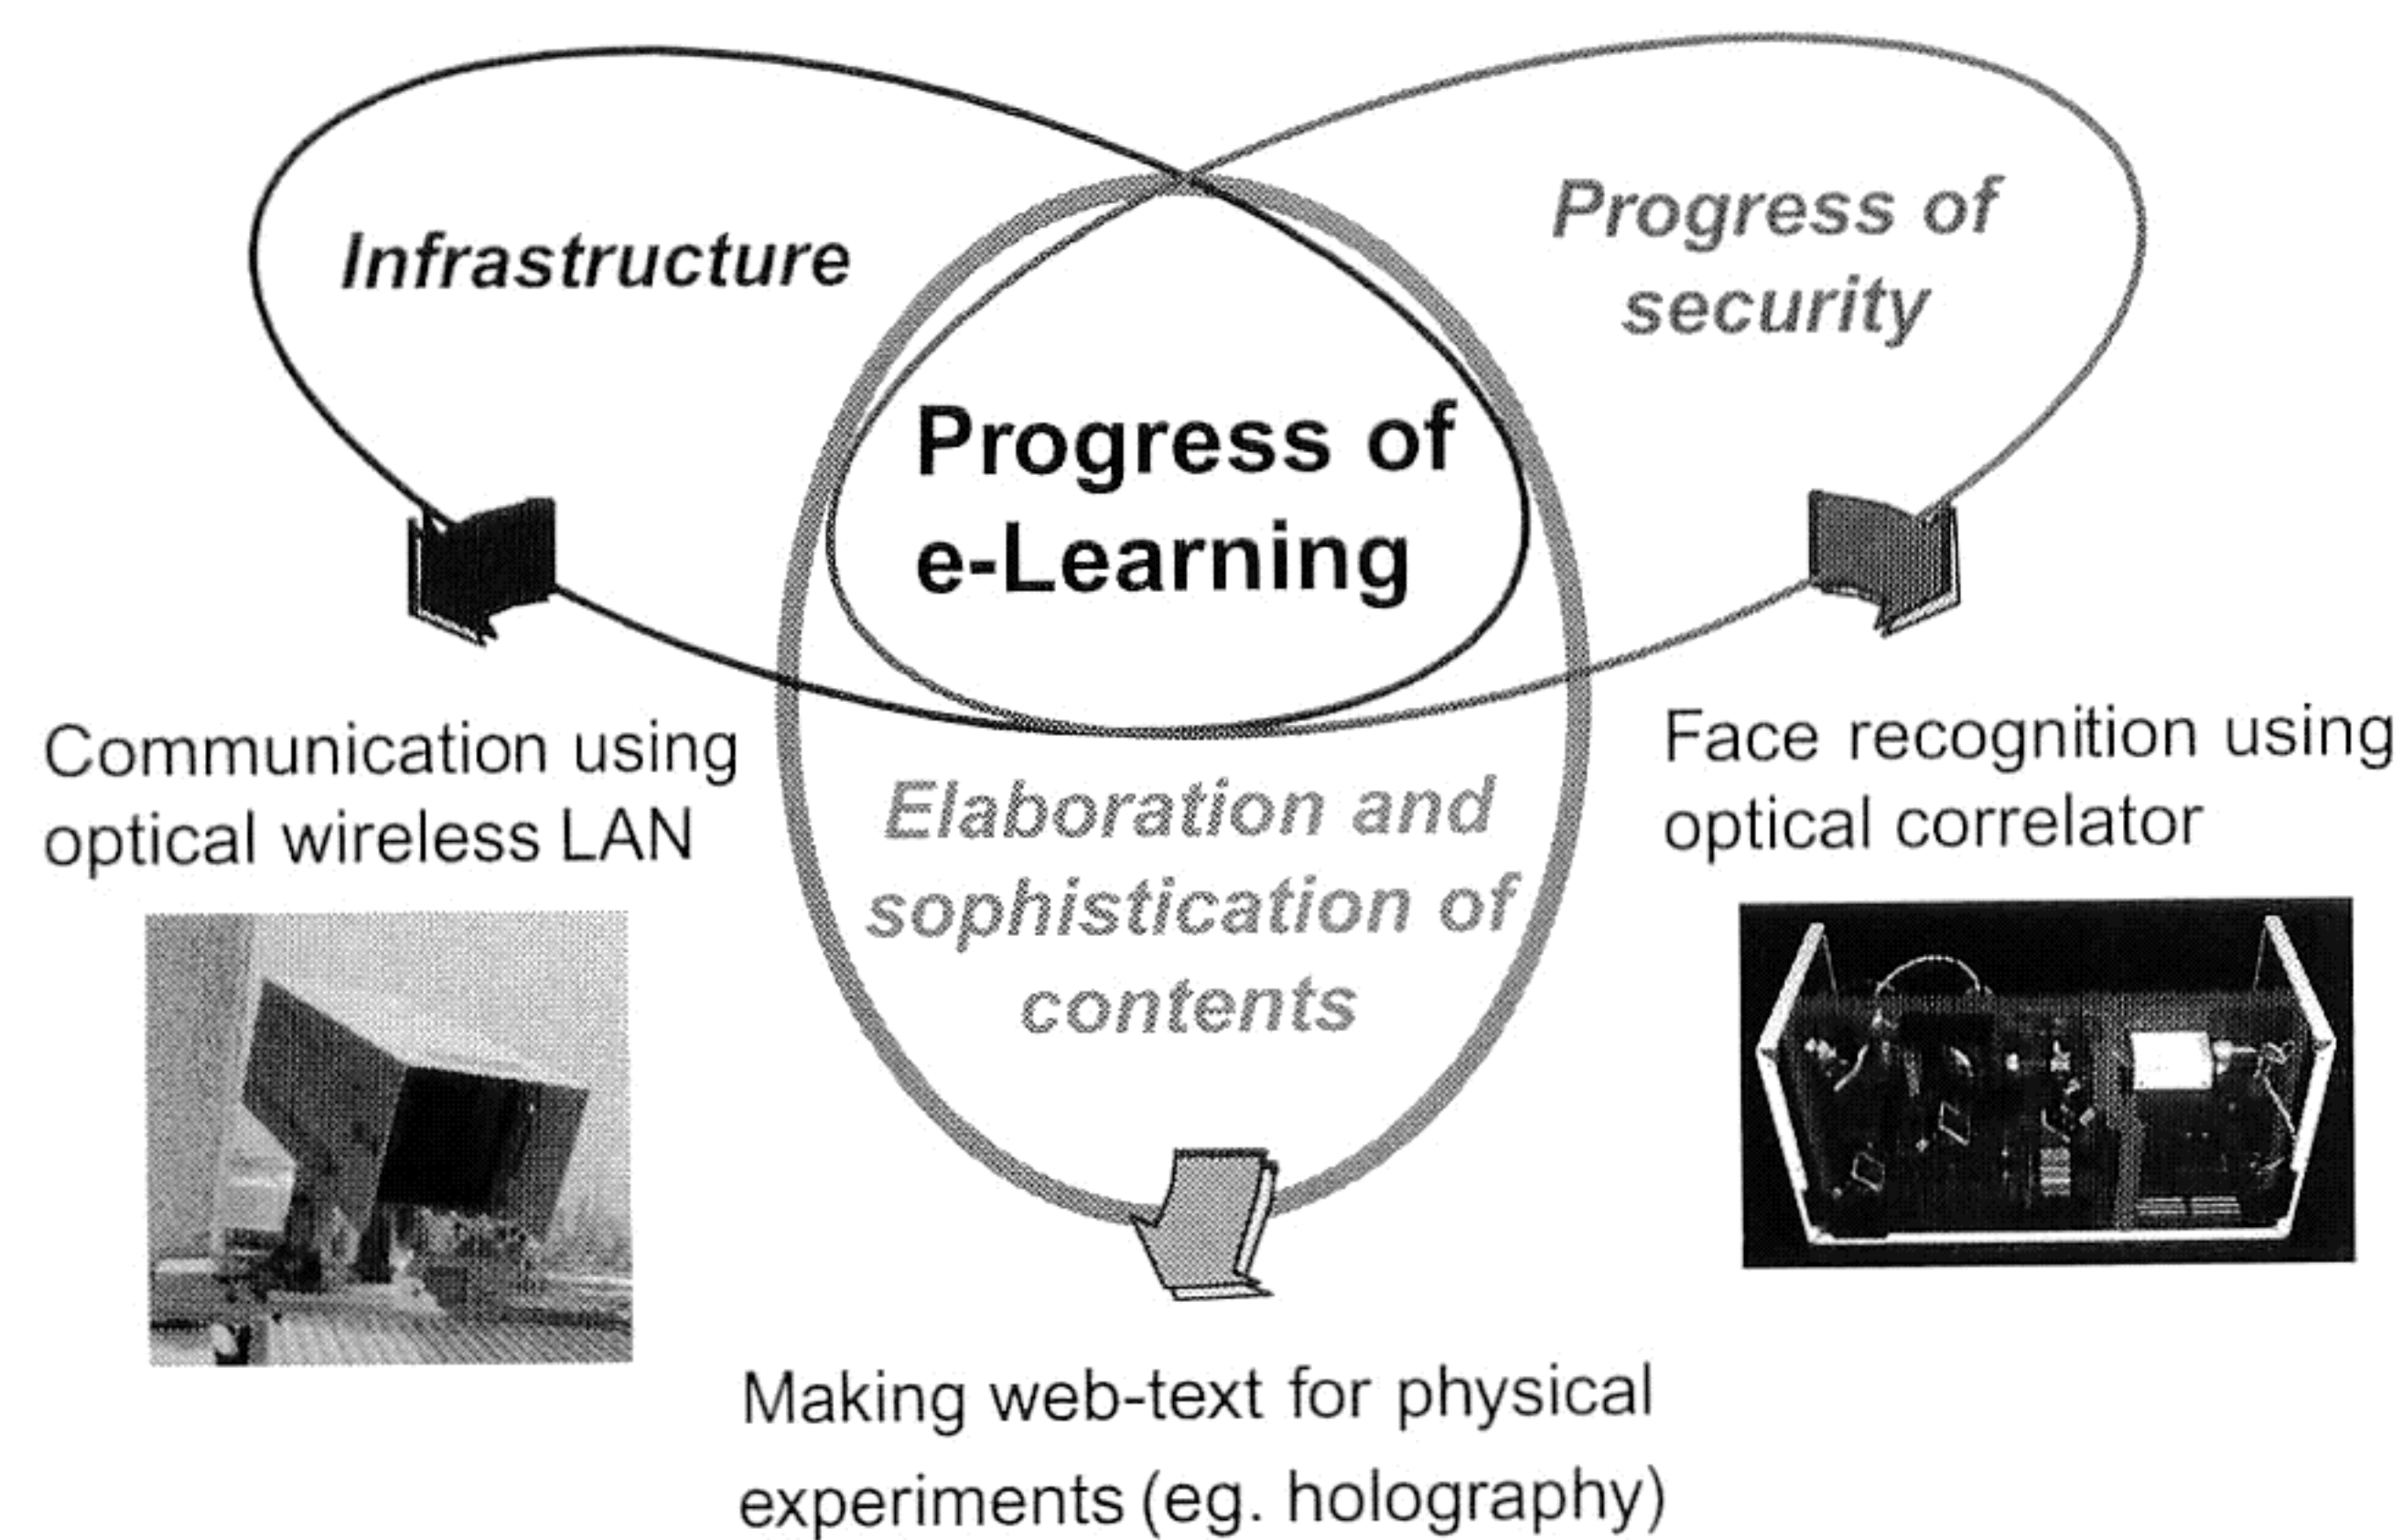 Infrastructure
Progress of
security
Progress of
e-Learning
Communication using
optical wireless LAN
Face recognition using
optical correlator
Elaboration and
sophistication of
contents
Making web-text for physical
experiments (eg. holography)